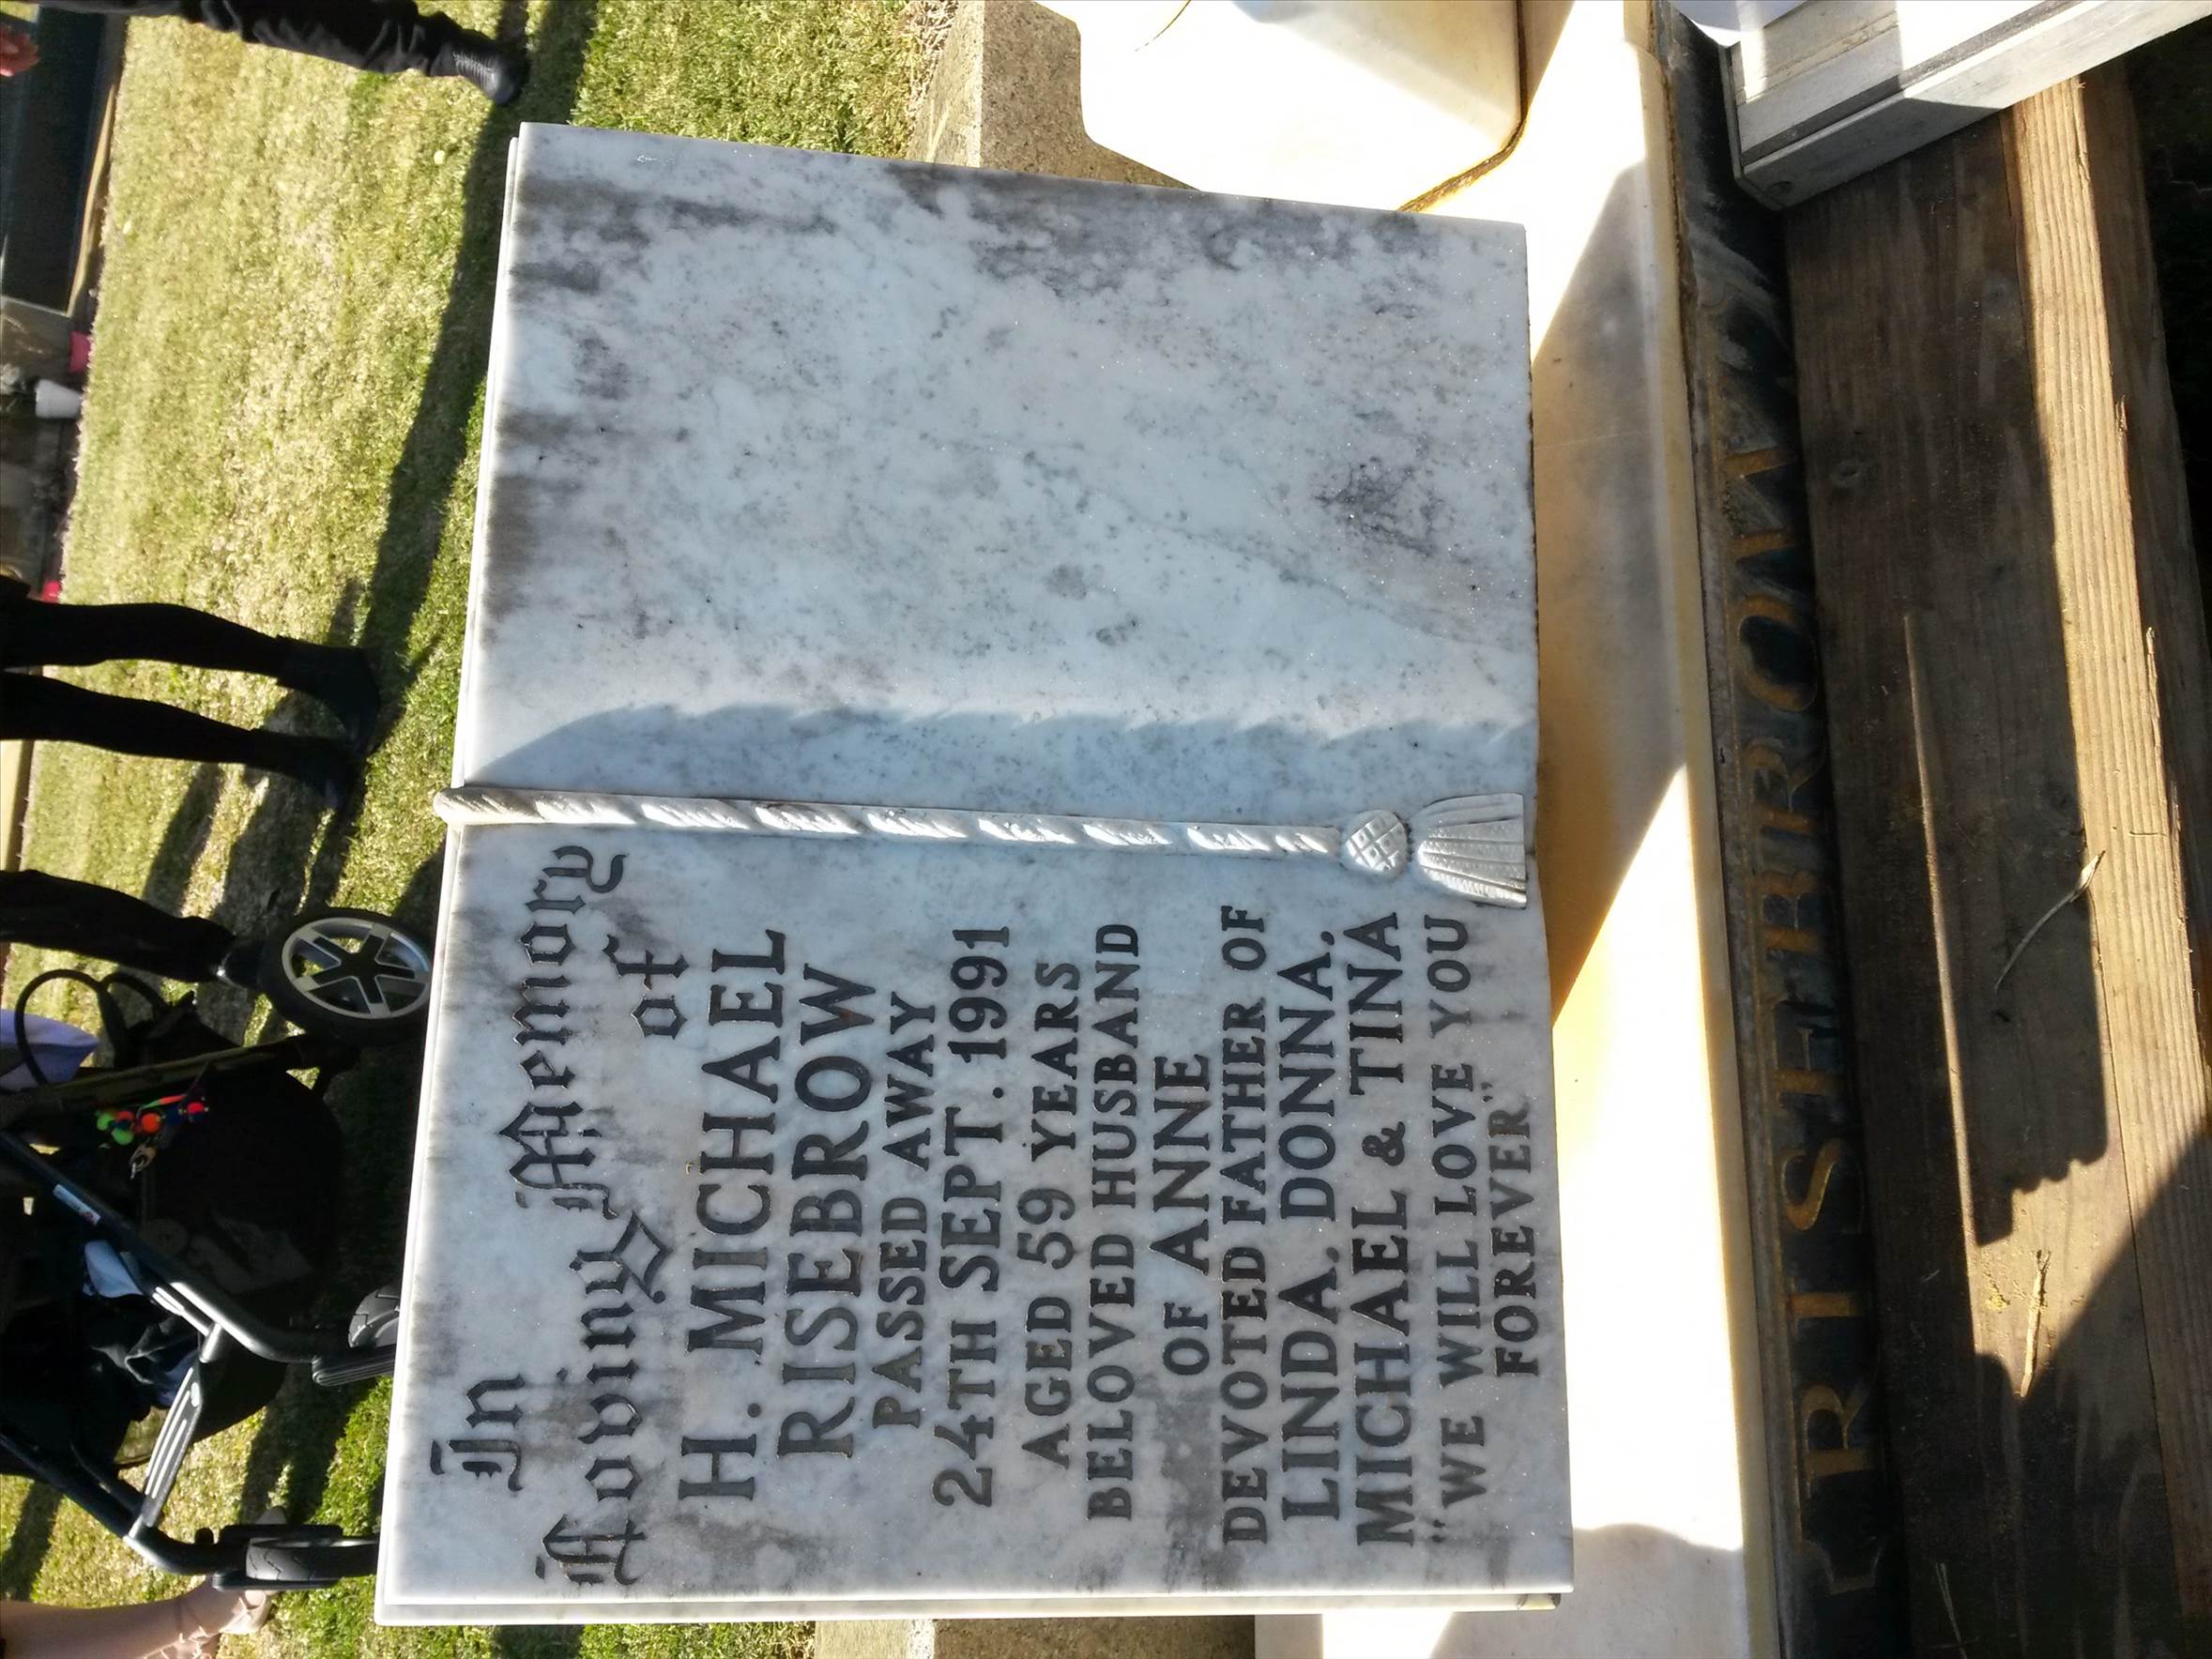 In
Loving Memory
of
H. MICHAEL
RISEBROW
PASSED AWAY
24TH SEPT. 1991
AGED 59 YEARS
BELOVED HUSBAND
OF ANNE
DEVOTED FATHER OF
LINDA. DONNA.
MICHAEL & TINA
"WE WILL LOVE YOU
FOREVER"
RISEBROW